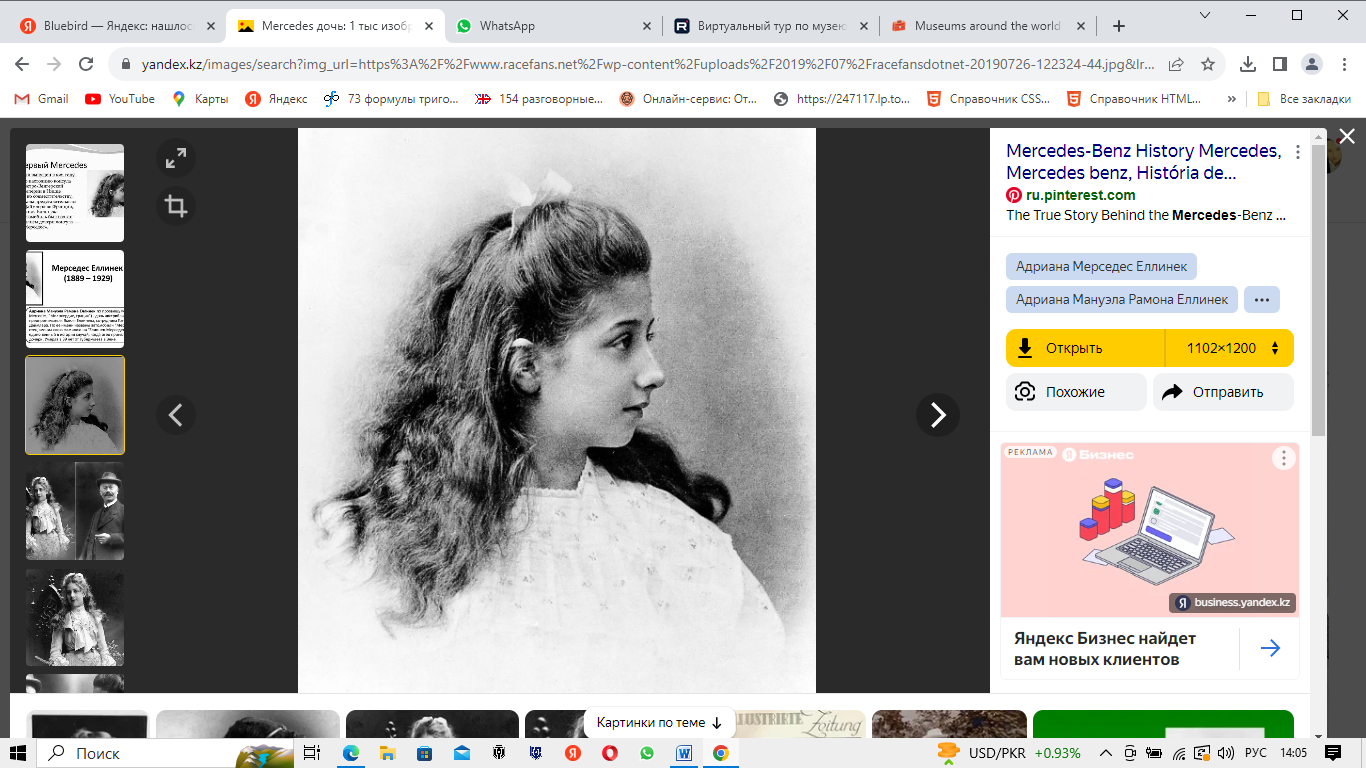 Bluebird — Яндекс: нашлос
Mercedes дочь: 1 тыс изобр
WhatsApp
Виртуальный тур по музею
Museums around the world
yandex.kz/images/search?img_url=https%3A%2F%2Fwww.racefans.net%2Fwp-content%2Fuploads%2F2019%2F07%2Fracefansdotnet-20190726-122324-44.jpg&lr...
Gmail
YouTube
Карты
Яндекс
73 формулы триго...
154 разговорные...
Онлайн-сервис: От...
https://247117.lp.to...
Справочник CSS...
Справочник HTML...
»
Все закладки
ервый Mercedes
Мерседес Еллинек
(1889 – 1929)
Mercedes-Benz History Mercedes,
Mercedes benz, História de...
ru.pinterest.com
The True Story Behind the Mercedes-Benz ...
Адриана Мерседес Еллинек
Адриана Мануэла Рамона Еллинек
Открыть
1102×1200
Похожие
Отправить
РЕКЛАМА
Я Бизнес
business.yandex.kz
Яндекс Бизнес найдет
вам новых клиентов
Картинки по теме ↓
Zeitung
Поиск
USD/PKR +0.93%
РУС
14:05